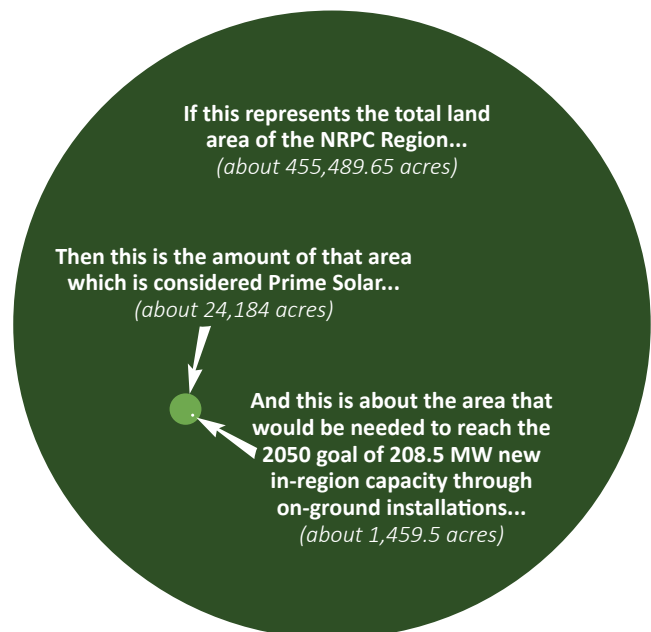 If this represents the total land
area of the NRPC Region...
(about 455,489.65 acres)
Then this is the amount of that area
which is considered Prime Solar...
(about 24,184 acres)
And this is about the area that
would be needed to reach the
2050 goal of 208.5 MW new
in-region capacity through
on-ground installations...
(about 1,459.5 acres)